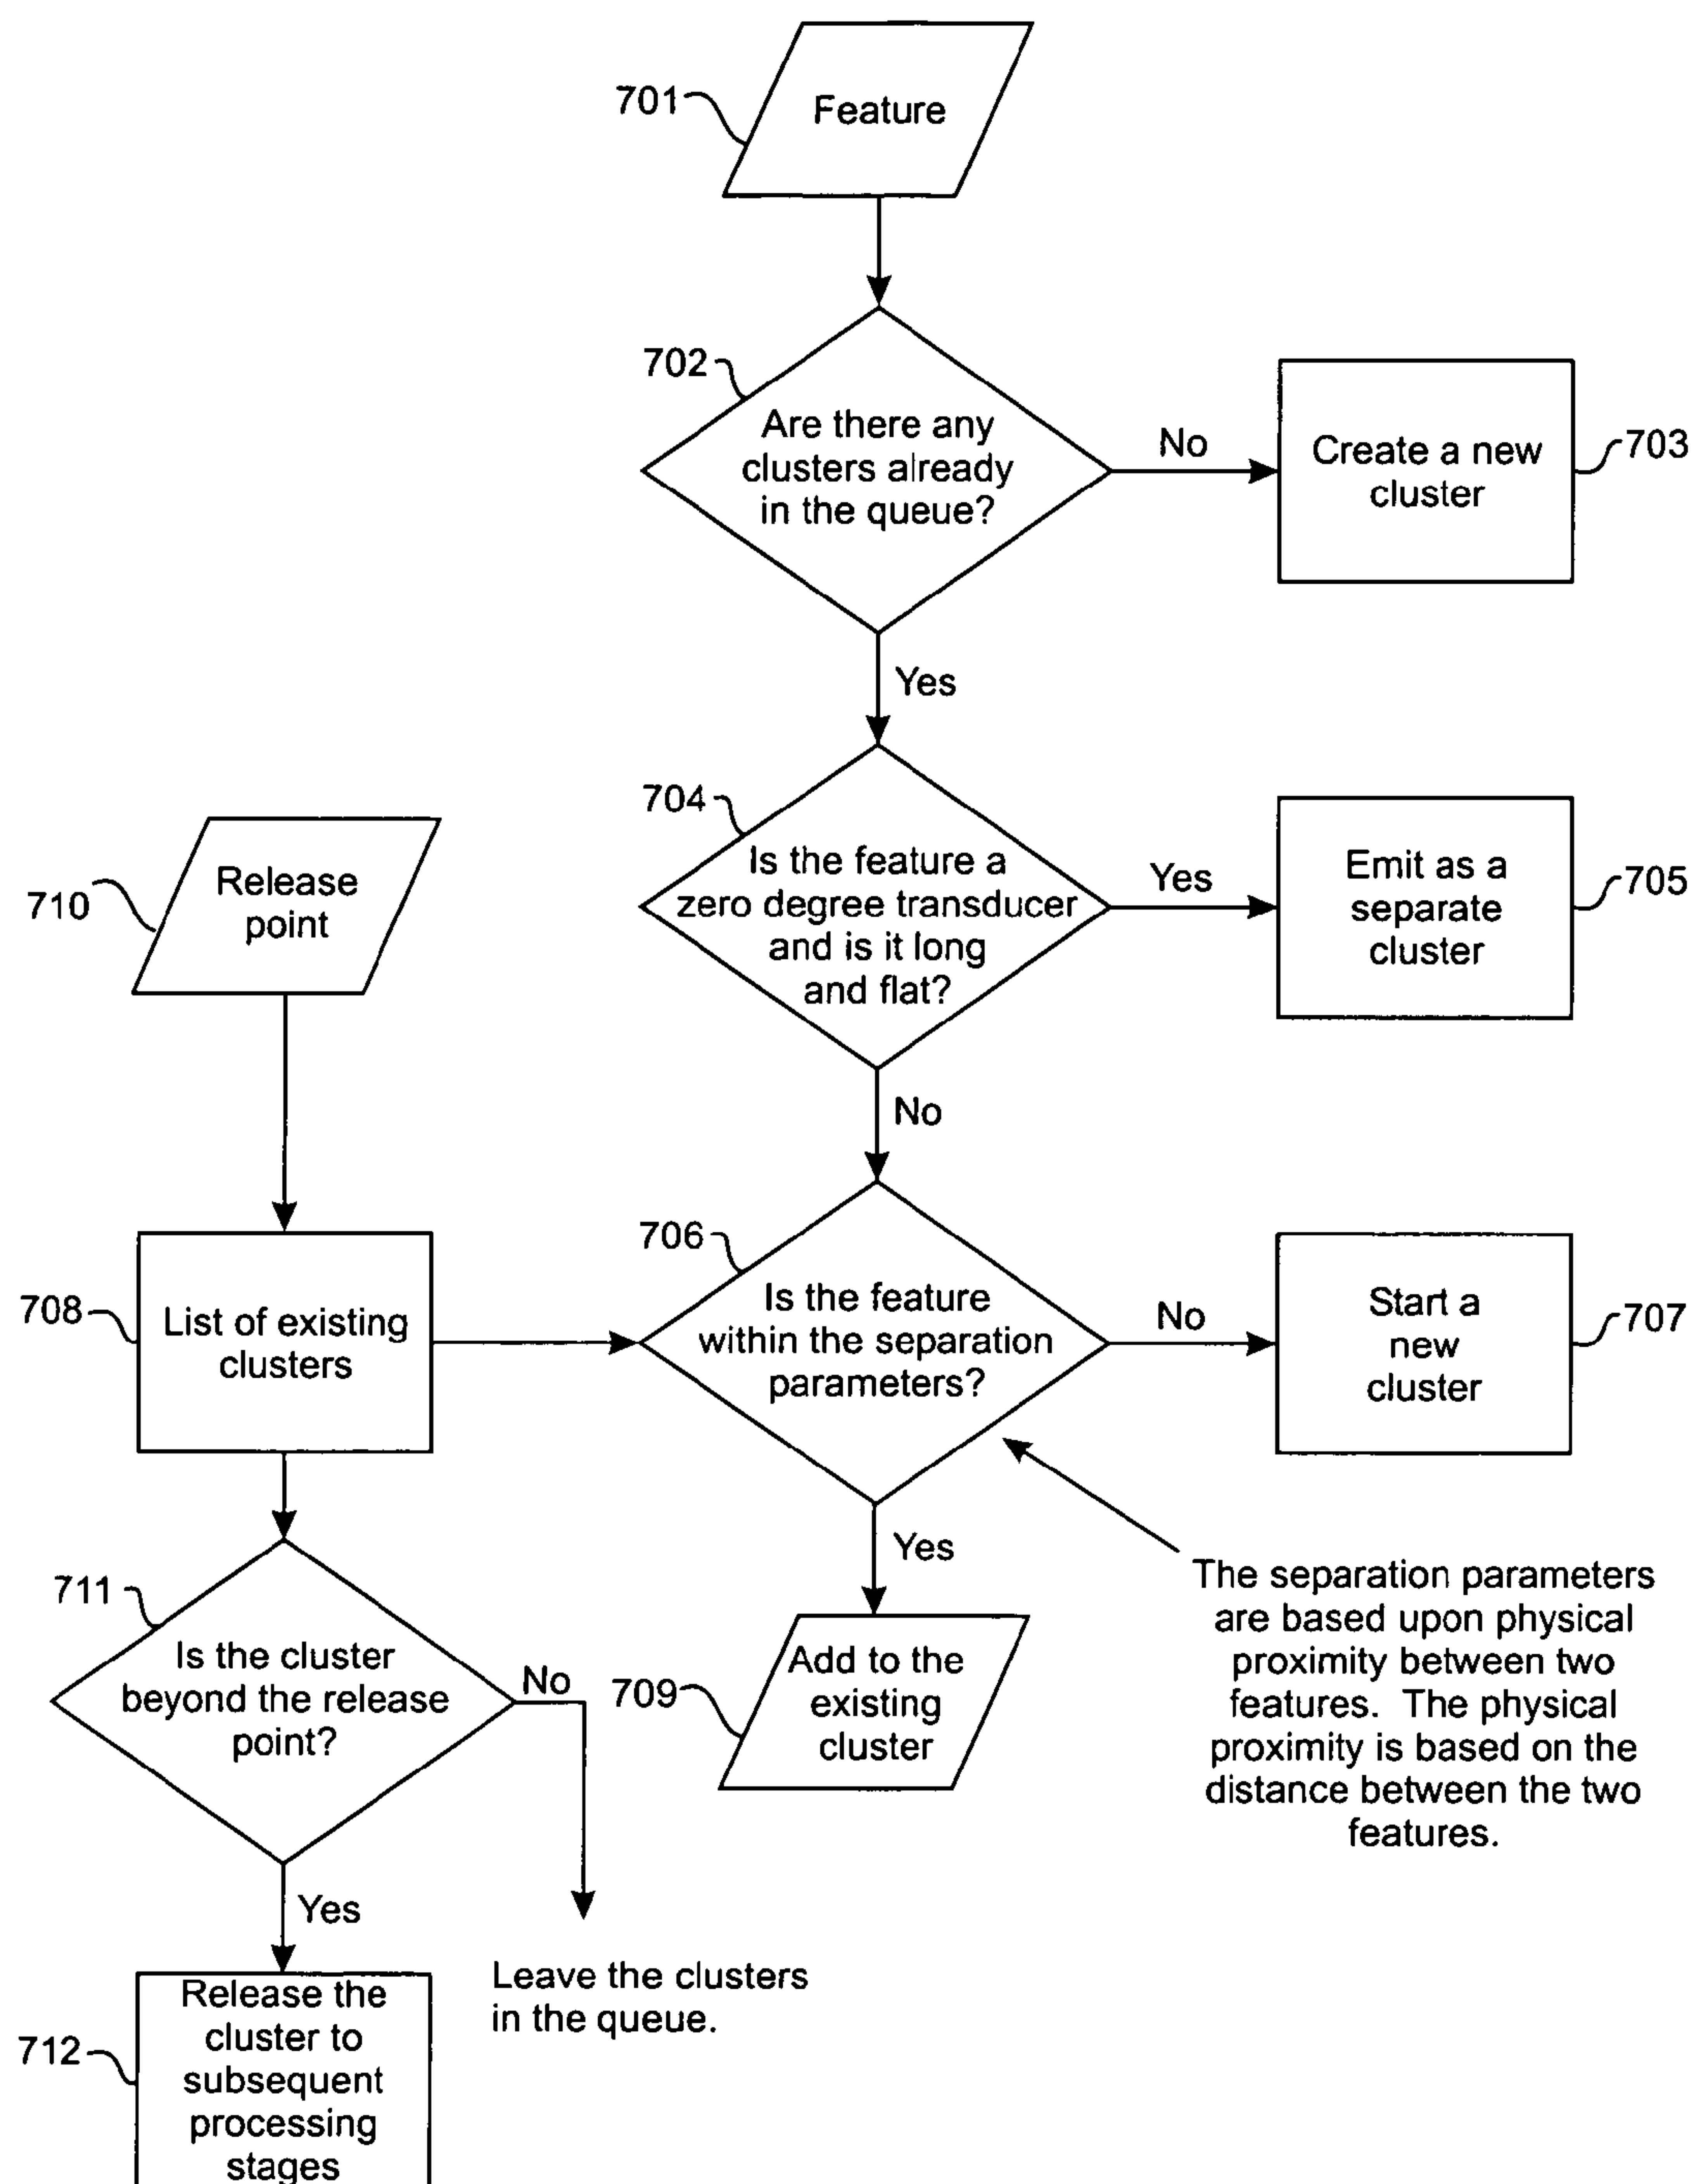 701
Feature
702
Are there any
clusters already
in the queue?
No
Create a new
cluster
703
Yes
704
Is the feature a
zero degree transducer
and is it long
and flat?
Yes
Emit as a
separate
cluster
705
710
Release
point
No
706
Is the feature
within the separation
parameters?
No
Start a
new
cluster
707
708
List of existing
clusters
Yes
The separation parameters
are based upon physical
proximity between two
features. The physical
proximity is based on the
distance between the two
features.
709
Add to the
existing
cluster
711
Is the cluster
beyond the release
point?
No
Leave the clusters
in the queue.
Yes
712
Release the
cluster to
subsequent
processing
stages